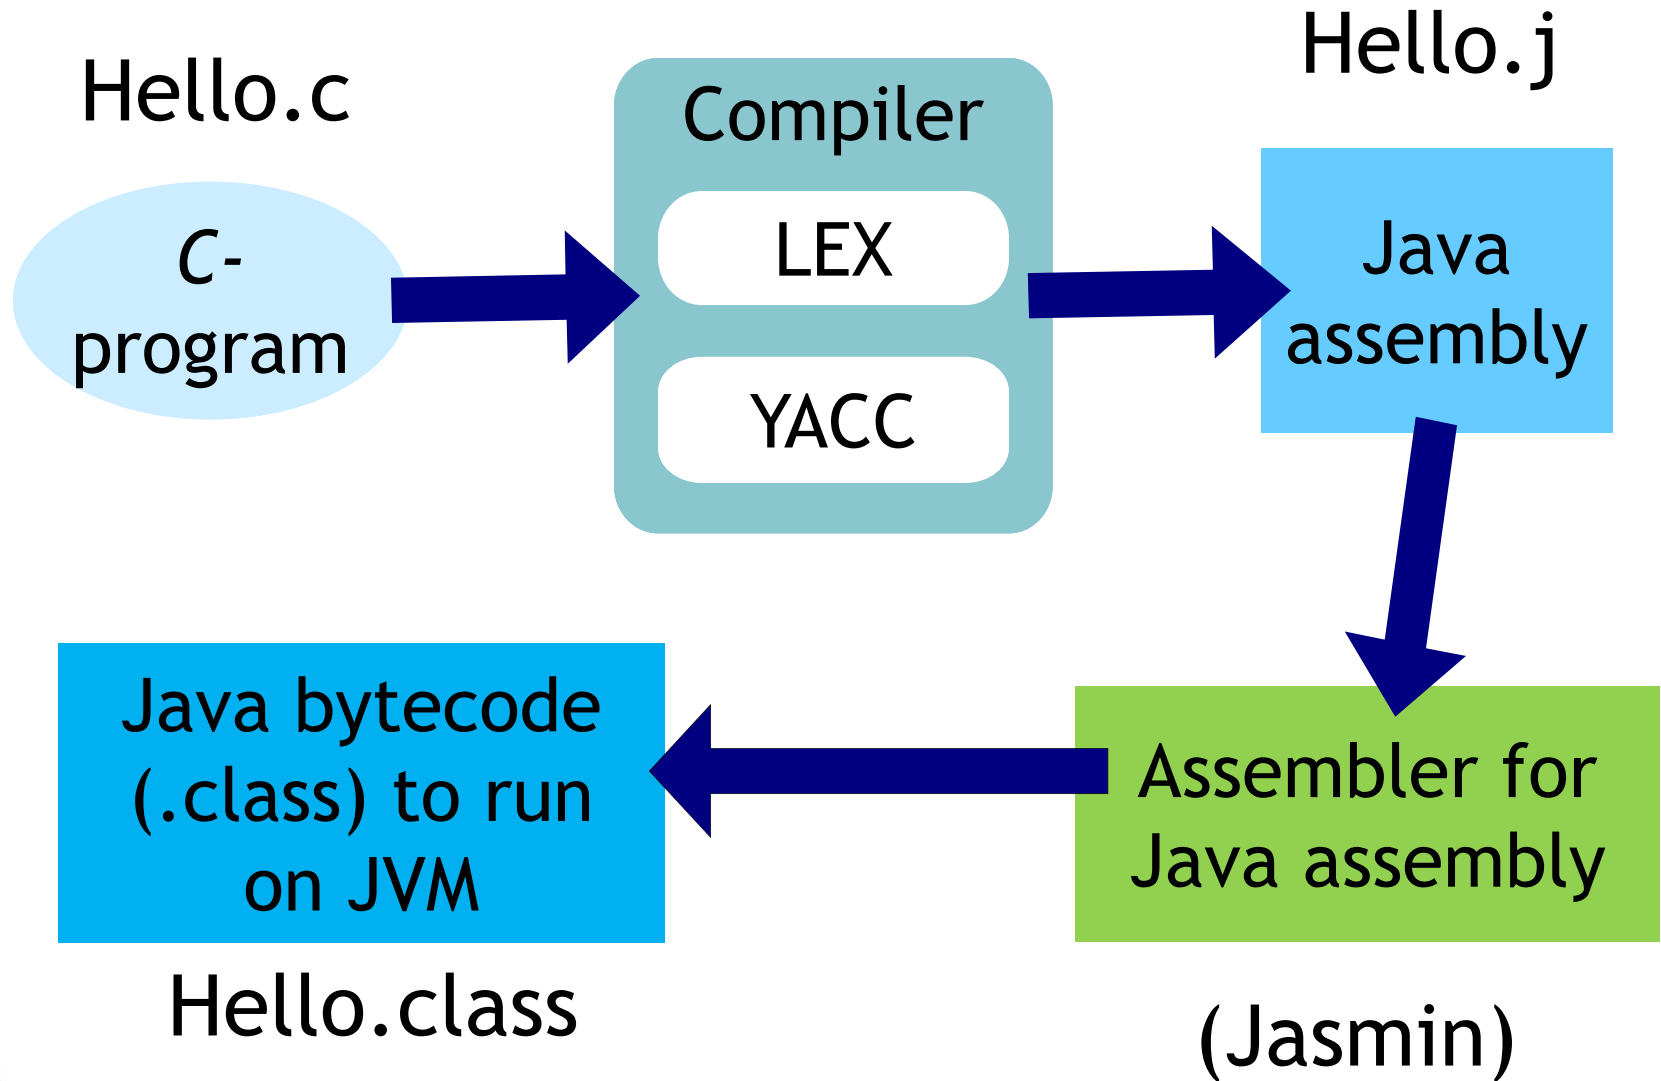 Hello.c
C-
program
Compiler
LEX
YACC
Hello.j
Java
assembly
Assembler for
Java assembly
(Jasmin)
Java bytecode
(.class) to run
on JVM
Hello.class